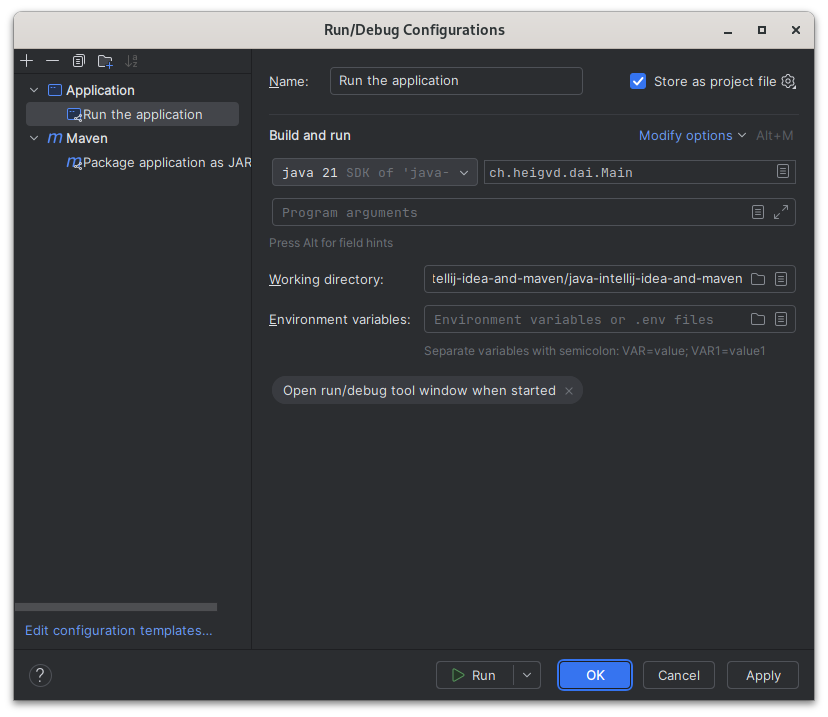 Run/Debug Configurations
Application
Run the application
Maven
Package application as JAR
Edit configuration templates...
Name: Run the application Store as project file
Build and run Modify options Alt+M
java 21 SDK of 'java- ch.heigvd.dai.Main
Program arguments
Press Alt for field hints
Working directory: tellij-idea-and-maven/java-intellij-idea-and-maven
Environment variables: Environment variables or .env files
Separate variables with semicolon: VAR=value; VAR1=value1
Open run/debug tool window when started
? Run OK Cancel Apply